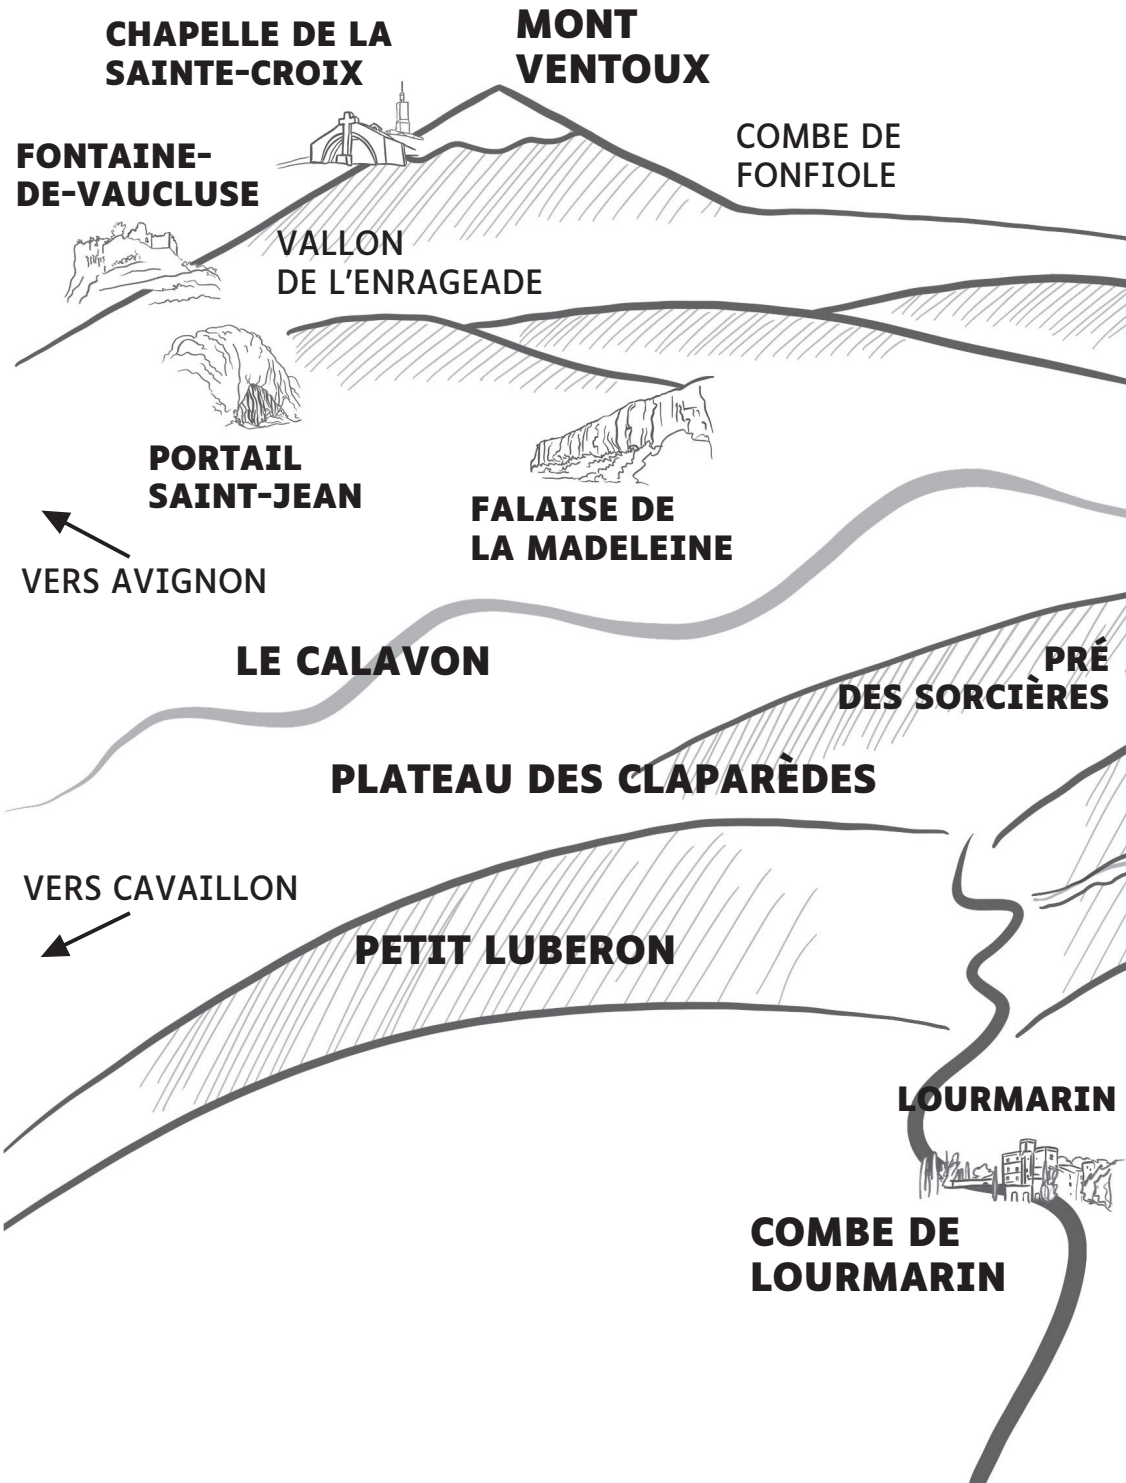 CHAPELLE DE LA
SAINTE-CROIX
MONT
VENTOUX
FONTAINE-
DE-VAUCLUSE
COMBE DE
FONFIOLE
VALLON
DE L’ENRAGEADE
PORTAIL
SAINT-JEAN
FALAISE DE
LA MADELEINE
VERS AVIGNON
LE CALAVON
PRÉ
DES SORCIÈRES
PLATEAU DES CLAPARÈDES
VERS CAVAILLON
PETIT LUBERON
LOURMARIN
COMBE DE
LOURMARIN